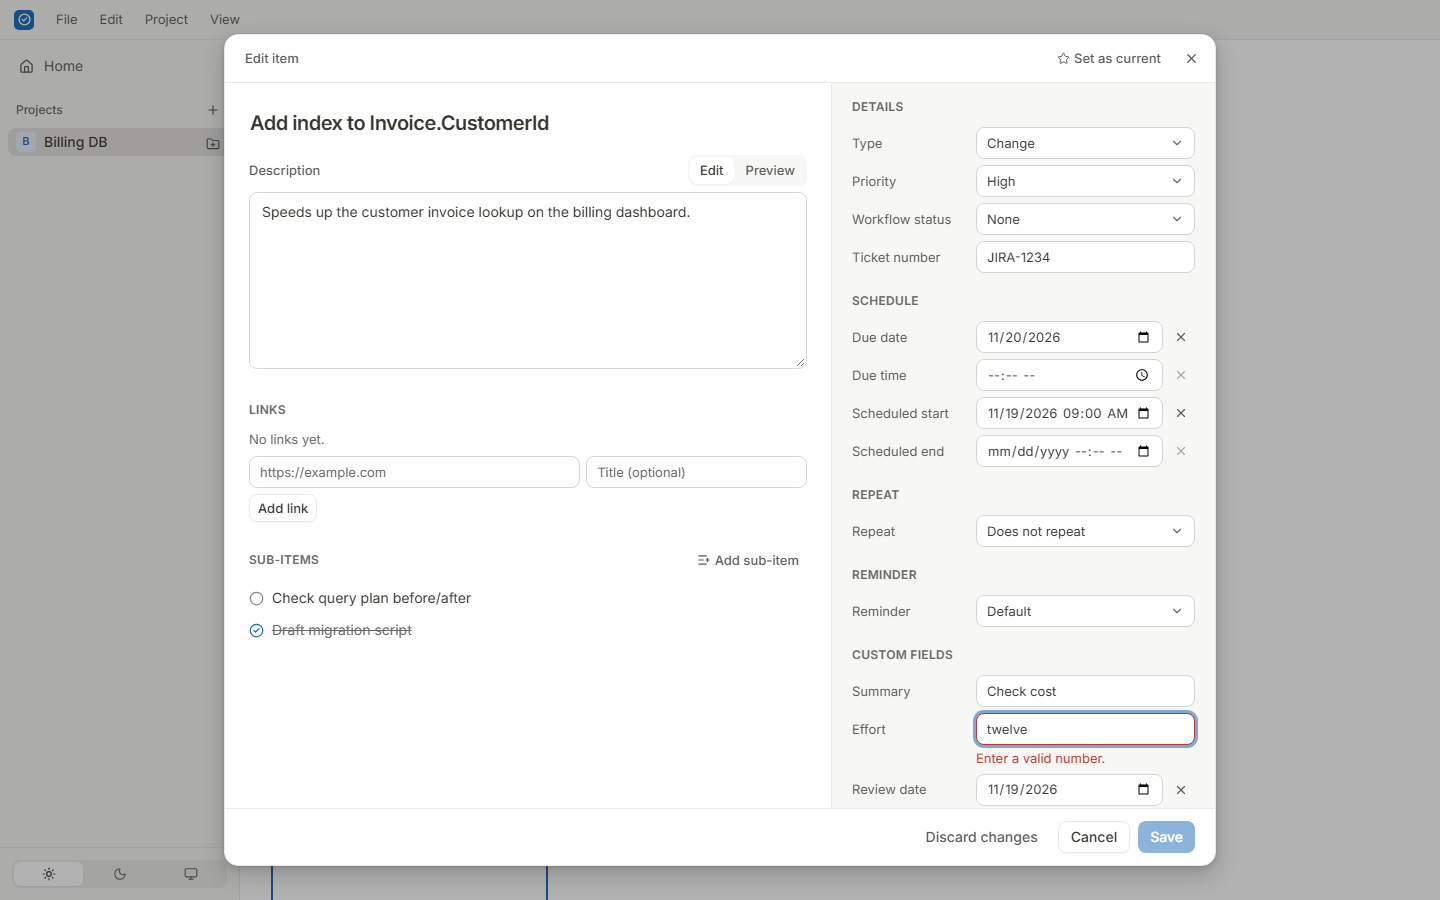 File Edit Project View
Home
Projects
B Billing DB
Edit item
Set as current
Add index to Invoice.CustomerId
Description
Edit Preview
Speeds up the customer invoice lookup on the billing dashboard.
LINKS
No links yet.
https://example.com Title (optional)
Add link
SUB-ITEMS
Add sub-item
Check query plan before/after
Draft migration script
DETAILS
Type Change
Priority High
Workflow status None
Ticket number JIRA-1234
SCHEDULE
Due date 11/20/2026
Due time --:-- --
Scheduled start 11/19/2026 09:00 AM
Scheduled end mm/dd/yyyy --:-- --
REPEAT
Repeat Does not repeat
REMINDER
Reminder Default
CUSTOM FIELDS
Summary Check cost
Effort twelve
Enter a valid number.
Review date 11/19/2026
Discard changes Cancel Save